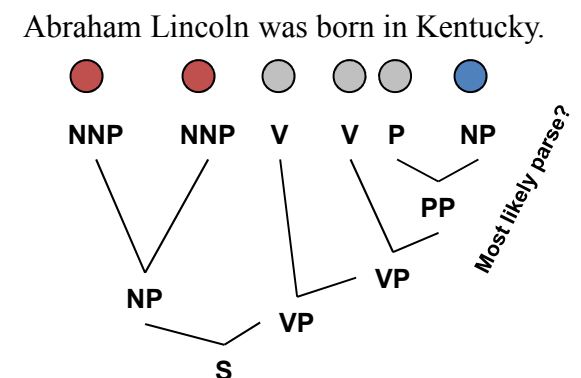 Abraham Lincoln was born in Kentucky.
NNP NNP V V P NP
PP
VP
NP
VP
S
Most likely parse?